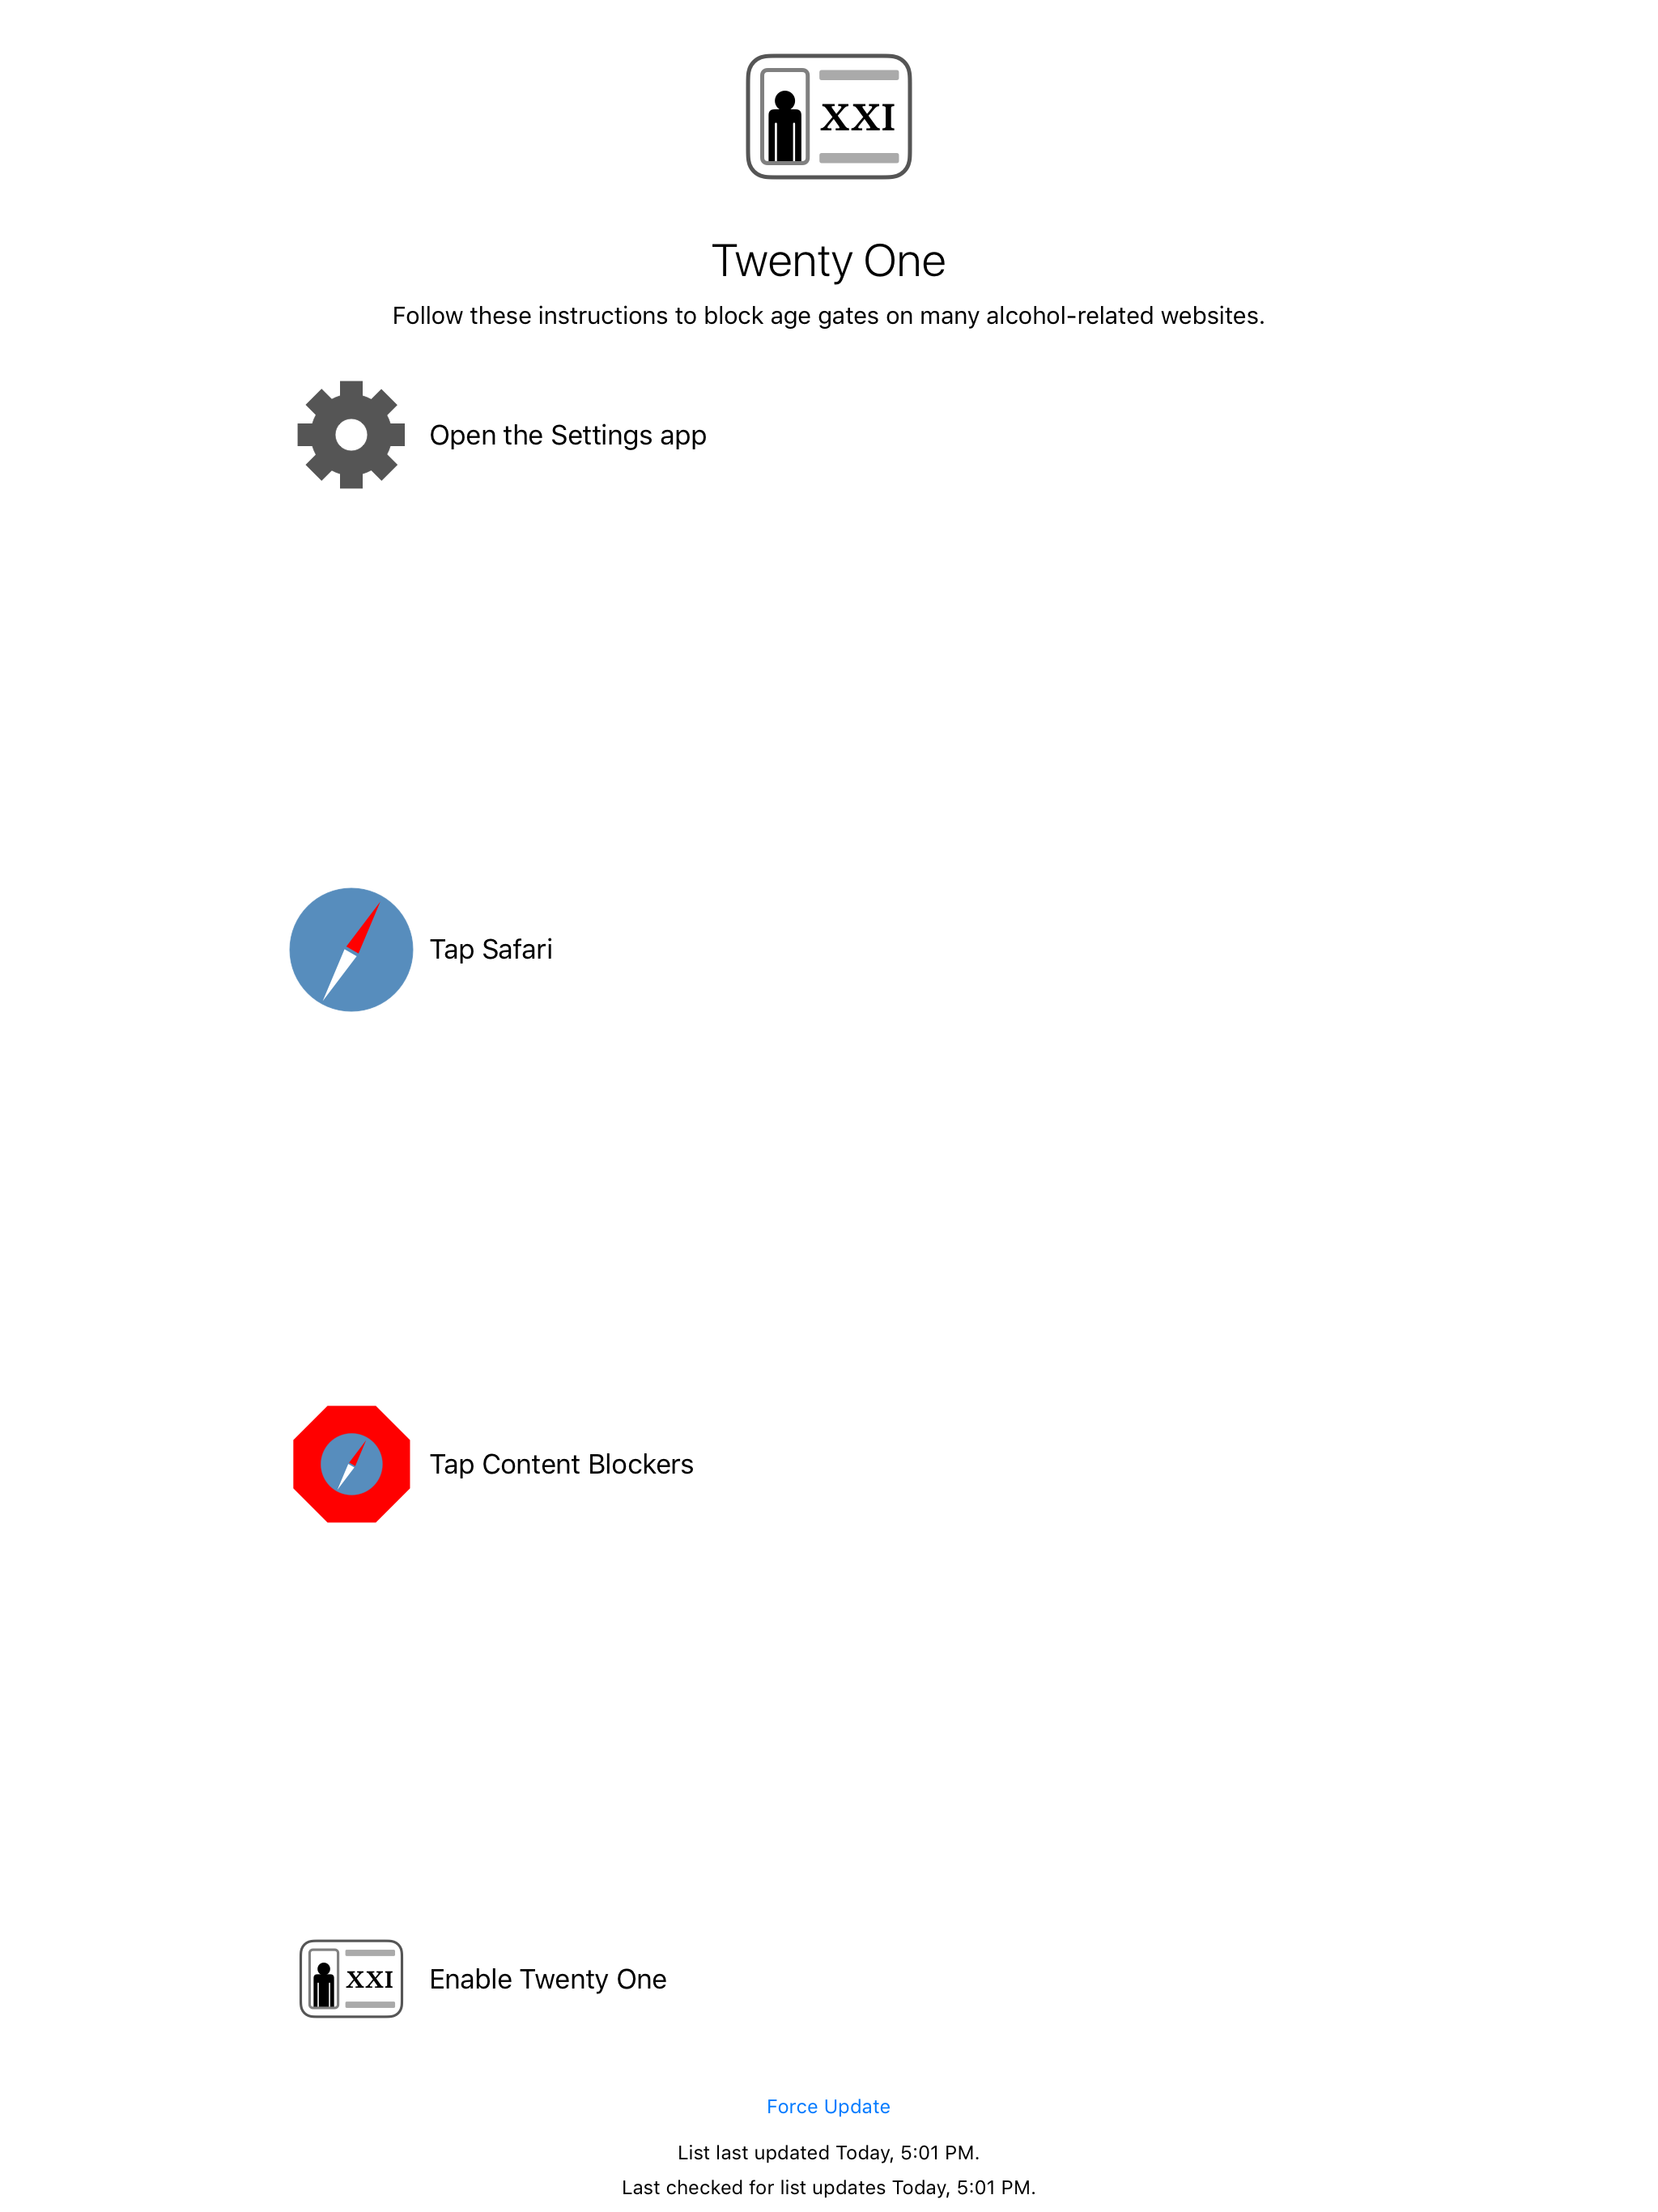 XXI
Twenty One
Follow these instructions to block age gates on many alcohol-related websites.
Open the Settings app
Tap Safari
Tap Content Blockers
XXI
Enable Twenty One
Force Update
List last updated Today, 5:01 PM.
Last checked for list updates Today, 5:01 PM.